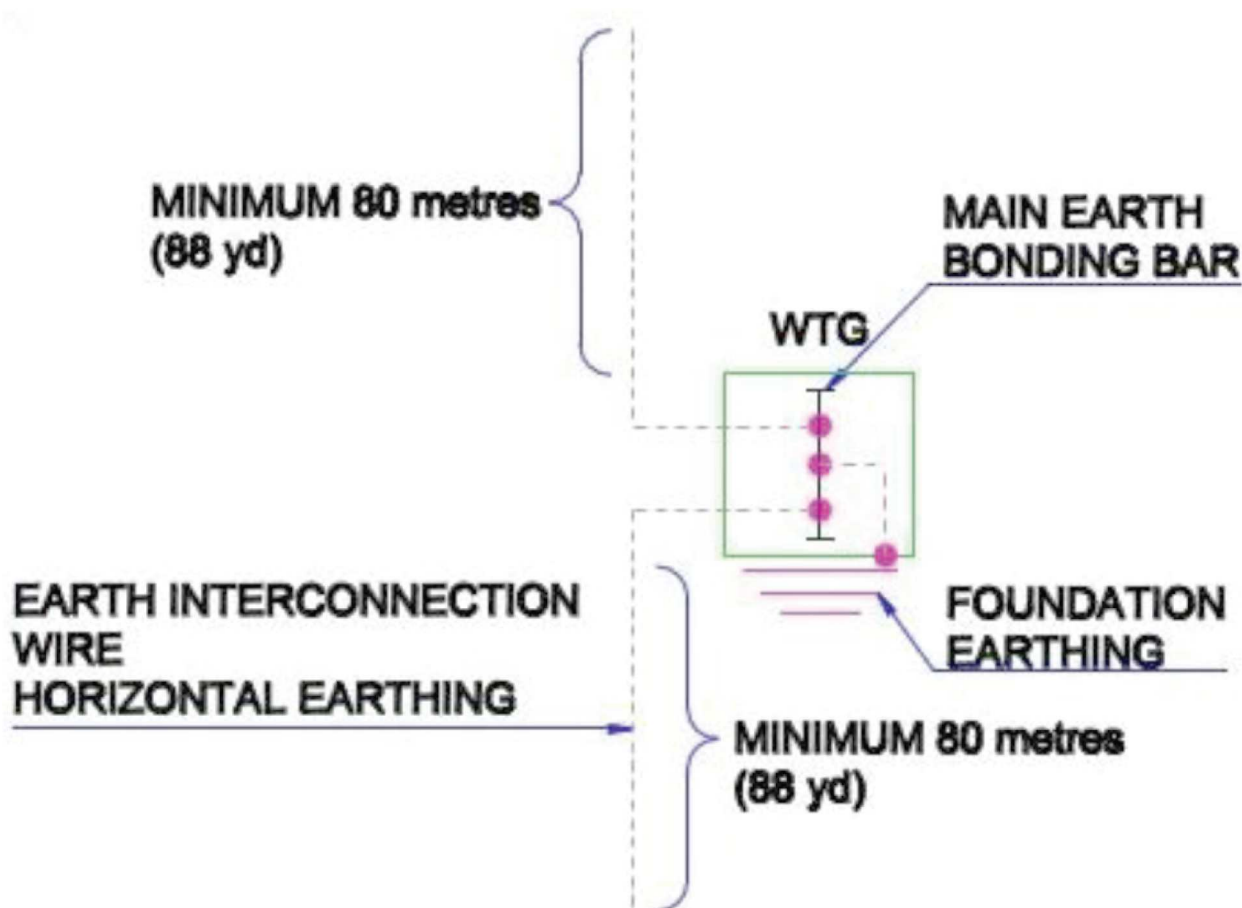 MINIMUM 80 metres
(88 yd)
MAIN EARTH
BONDING BAR
WTG
EARTH INTERCONNECTION
WIRE
HORIZONTAL EARTHING
FOUNDATION
EARTHING
MINIMUM 80 metres
(88 yd)